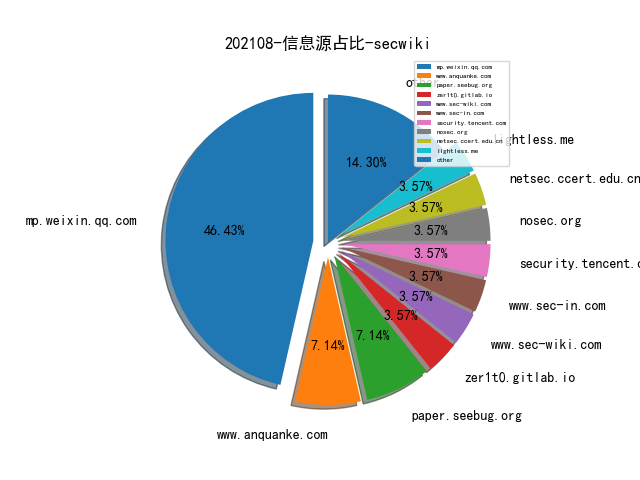 202108-信息源占比-secwiki
mp.weixin.qq.com
www.anquanke.com
paper.seebug.org
zer1t0.gitlab.io
www.sec-wiki.com
www.sec-in.com
security.tencent.com
nosec.org
netsec.ccert.edu.cn
lightless.me
other
other
lightless.me
netsec.ccert.edu.cn
nosec.org
security.tencent.c
www.sec-in.com
www.sec-wiki.com
zer1t0.gitlab.io
paper.seebug.org
www.anquanke.com
mp.weixin.qq.com
14.30%
3.57%
3.57%
3.57%
3.57%
3.57%
3.57%
3.57%
7.14%
7.14%
46.43%